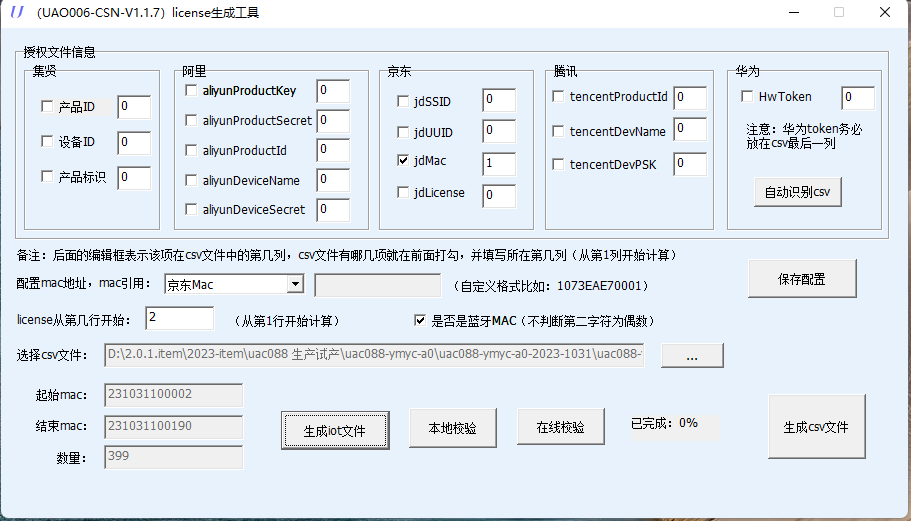 （UAO006-CSN-V1.1.7）license生成工具
授权文件信息
集贤
产品ID 0
设备ID 0
产品标识 0
阿里
aliyunProductKey 0
aliyunProductSecret 0
aliyunProductId 0
aliyunDeviceName 0
aliyunDeviceSecret 0
京东
jdSSID 0
jdUUID 0
jdMac 1
jdLicense 0
腾讯
tencentProductId 0
tencentDevName 0
tencentDevPSK 0
华为
HwToken 0
注意：华为token务必
放在csv最后一列
自动识别csv
备注：后面的编辑框表示该项在csv文件中的第几列，csv文件有哪几项就在前面打勾，并填写所在第几列（从第1列开始计算）
配置mac地址，mac引用： 京东Mac （自定义格式比如：1073EAE70001）
保存配置
license从第几行开始： 2 （从第1行开始计算） 是否是蓝牙MAC（不判断第二字符为偶数）
选择csv文件： D:\2.0.1.item\2023-item\uac088 生产试产\uac088-ymyc-a0\uac088-ymyc-a0-2023-1031\uac088- ...
起始mac： 231031100002
结束mac： 231031100190
数量： 399
生成iot文件
本地校验
在线校验
已完成：0%
生成csv文件